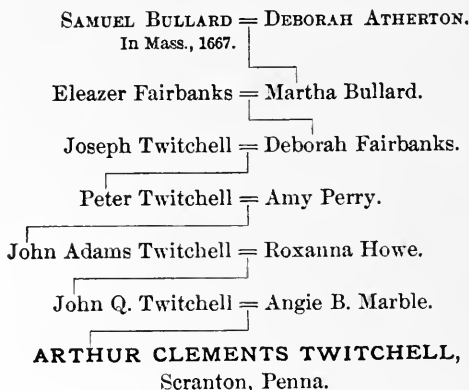 SAMUEL BULLARD = DEBORAH ATHERTON.
In Mass., 1667.
Eleazer Fairbanks = Martha Bullard.
Joseph Twitchell = Deborah Fairbanks.
Peter Twitchell = Amy Perry.
John Adams Twitchell = Roxanna Howe.
John Q. Twitchell = Angie B. Marble.
ARTHUR CLEMENTS TWITCHELL,
Scranton, Penna.